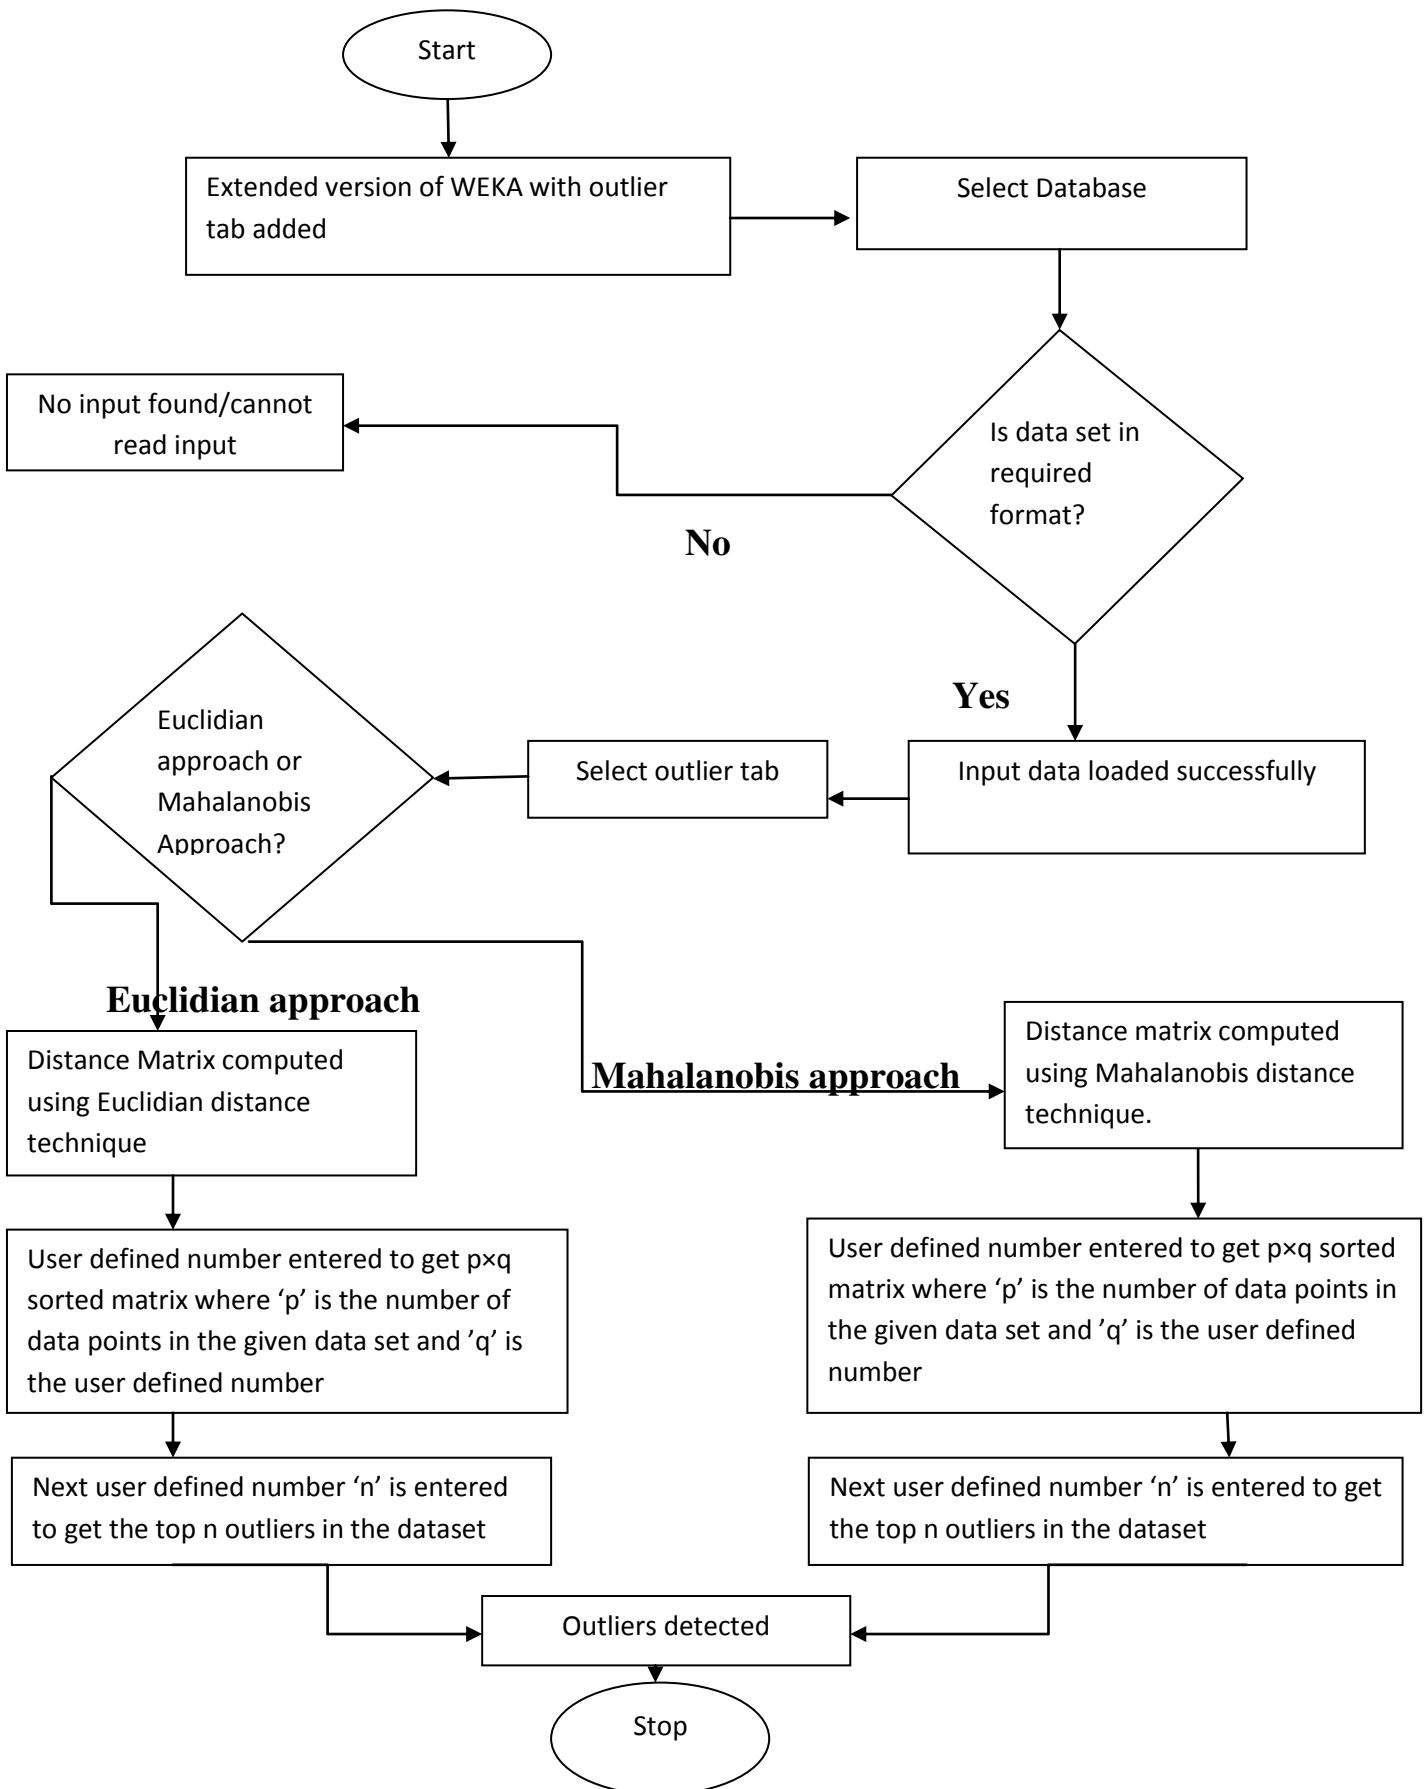 Start
Extended version of WEKA with outlier
tab added
Select Database
Is data set in
required
format?
No input found/cannot
read input
No
Yes
Input data loaded successfully
Select outlier tab
Euclidian
approach or
Mahalanobis
Approach?
Euclidian approach
Mahalanobis approach
Distance Matrix computed
using Euclidian distance
technique
Distance matrix computed
using Mahalanobis distance
technique.
User defined number entered to get p×q
sorted matrix where ‘p’ is the number of
data points in the given data set and ’q’ is
the user defined number
User defined number entered to get p×q sorted
matrix where ‘p’ is the number of data points in
the given data set and ’q’ is the user defined
number
Next user defined number ‘n’ is entered
to get the top n outliers in the dataset
Next user defined number ‘n’ is entered to get
the top n outliers in the dataset
Outliers detected
Stop